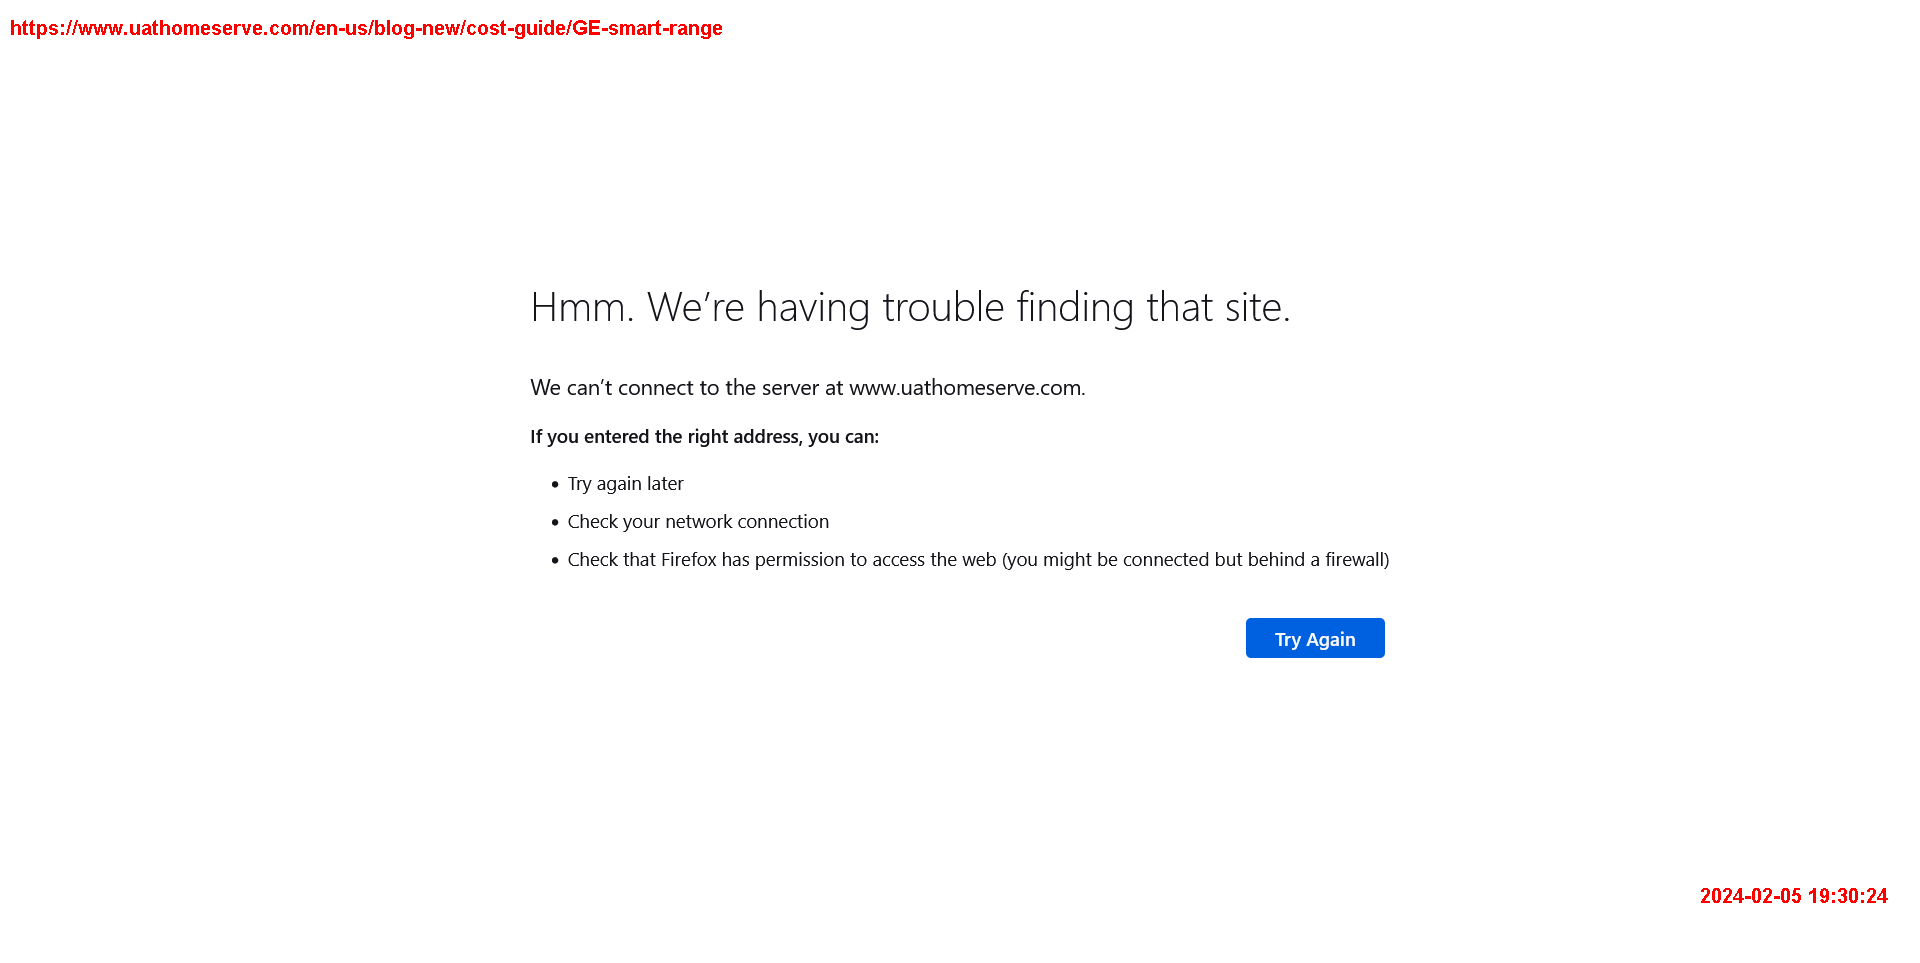 https://www.uathomeserve.com/en-us/blog-new/cost-guide/GE-smart-range
Hmm. We’re having trouble finding that site.
We can’t connect to the server at www.uathomeserve.com.
If you entered the right address, you can:
• Try again later
• Check your network connection
• Check that Firefox has permission to access the web (you might be connected but behind a firewall)
Try Again
2024-02-05 19:30:24